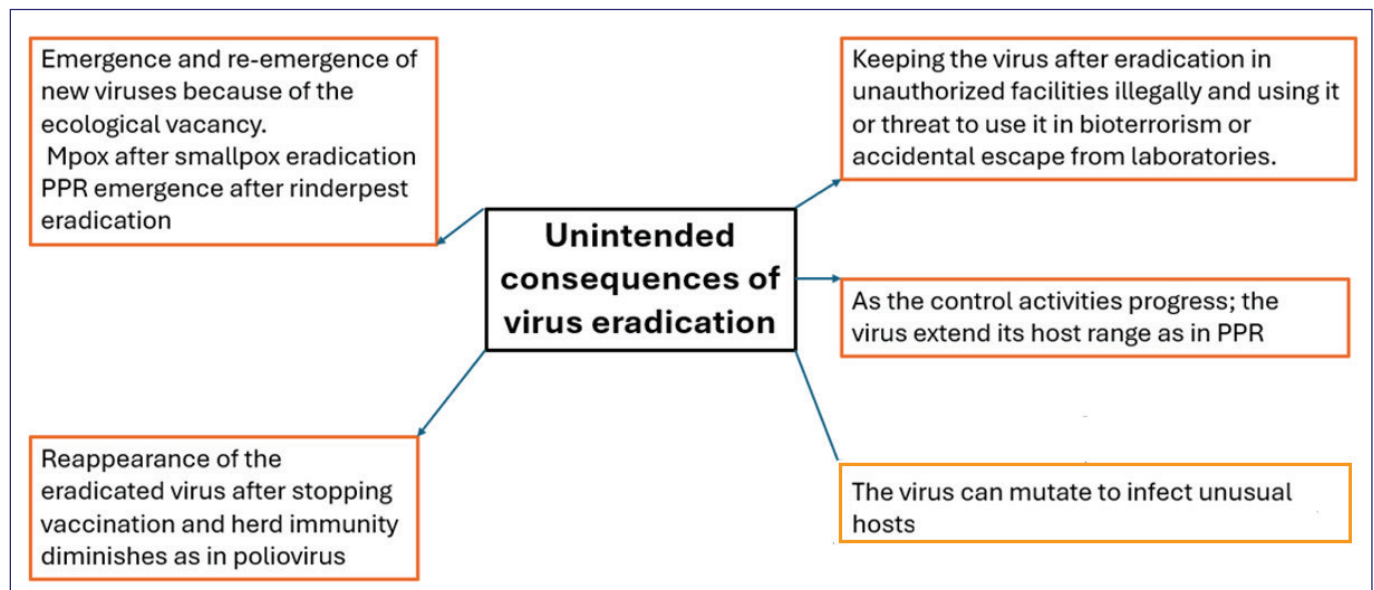 Emergence and re-emergence of
new viruses because of the
ecological vacancy.
Mpox after smallpox eradication
PPR emergence after rinderpest
eradication
Keeping the virus after eradication in
unauthorized facilities illegally and using it
or threat to use it in bioterrorism or
accidental escape from laboratories.
Unintended
consequences of
virus eradication
As the control activities progress; the
virus extend its host range as in PPR
Reappearance of the
eradicated virus after stopping
vaccination and herd immunity
diminishes as in poliovirus
The virus can mutate to infect unusual
hosts